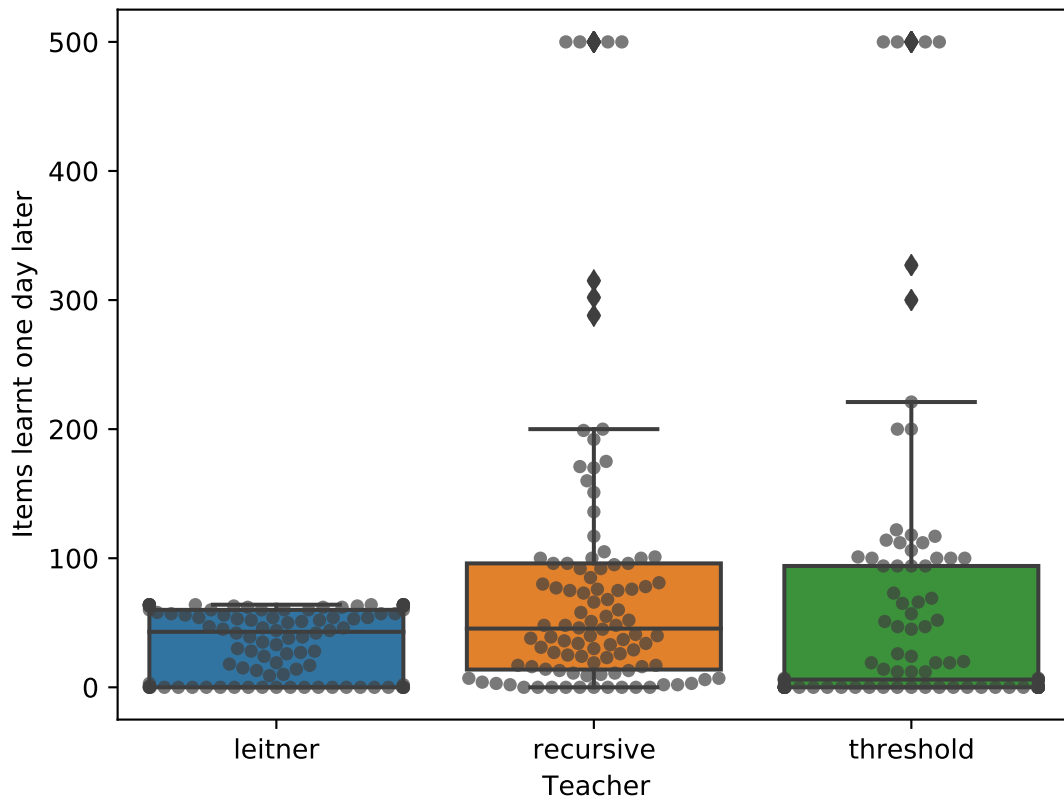 Items learnt one day later
500
400
300
200
100
0
leitner
recursive
threshold
Teacher